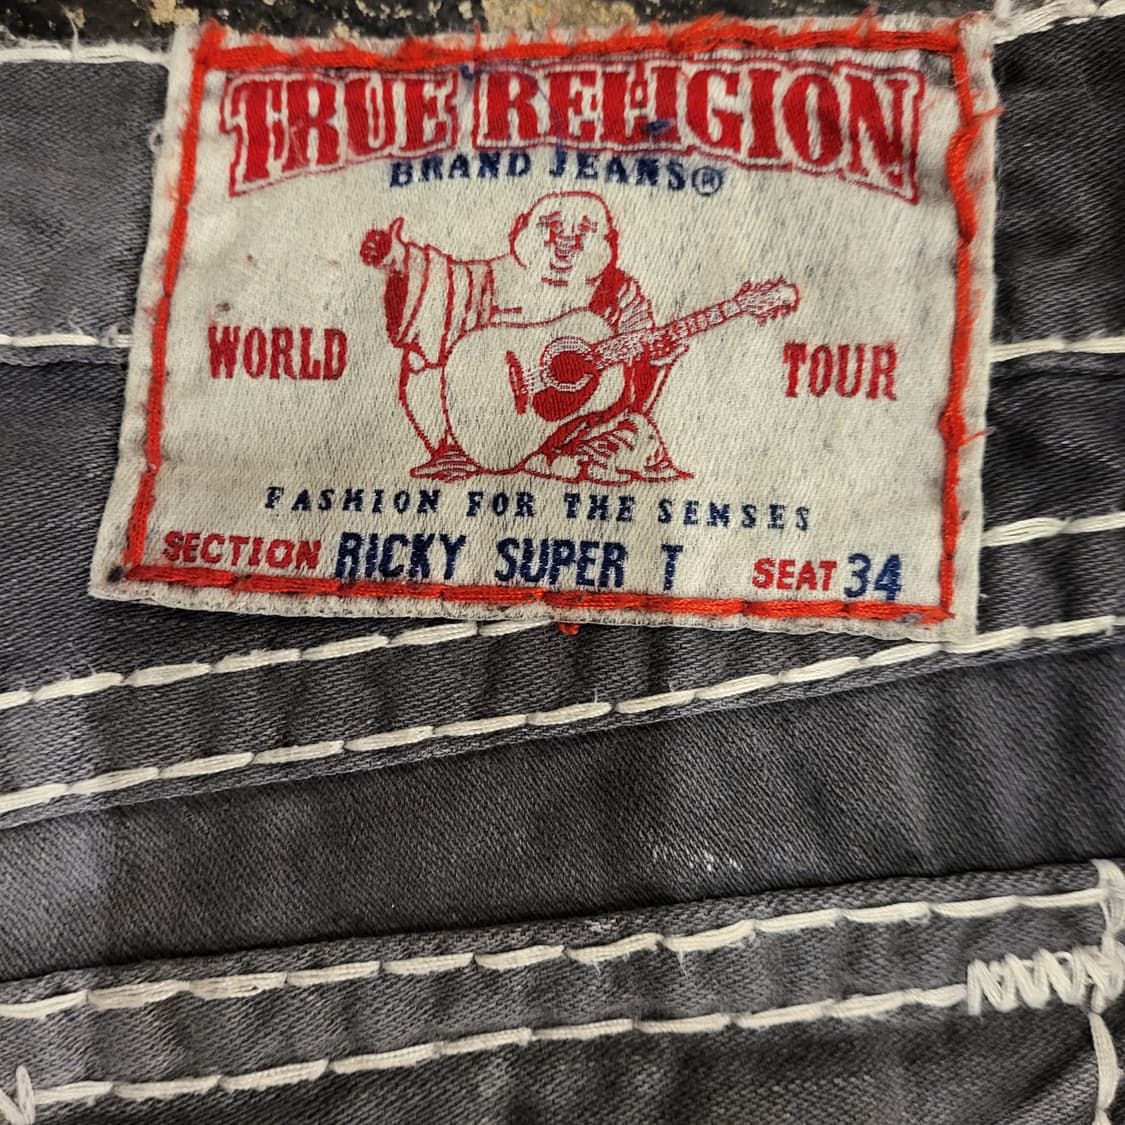 TRUE RELIGION
BRAND JEANS®
WORLD TOUR
FASHION FOR THE SENSES
SECTION RICKY SUPER T SEAT 34